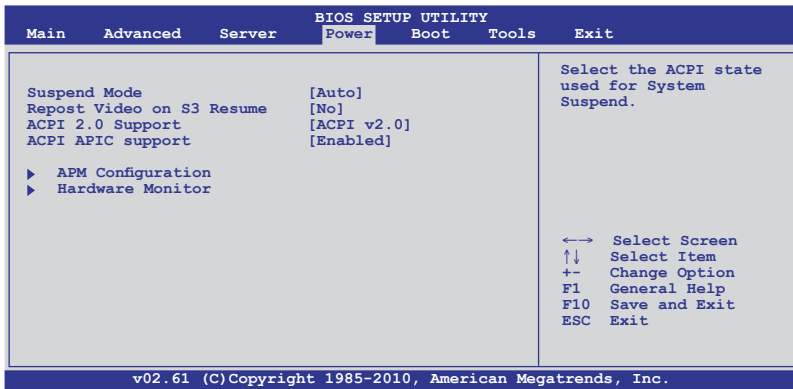 BIOS SETUP UTILITY
Main Advanced Server Power Boot Tools Exit
Suspend Mode [Auto]
Repost Video on S3 Resume [No]
ACPI 2.0 Support [ACPI v2.0]
ACPI APIC support [Enabled]
APM Configuration
Hardware Monitor
Select the ACPI state
used for System
Suspend.
←→ Select Screen
↑↓ Select Item
+- Change Option
F1 General Help
F10 Save and Exit
ESC Exit
v02.61 (C)Copyright 1985-2010, American Megatrends, Inc.